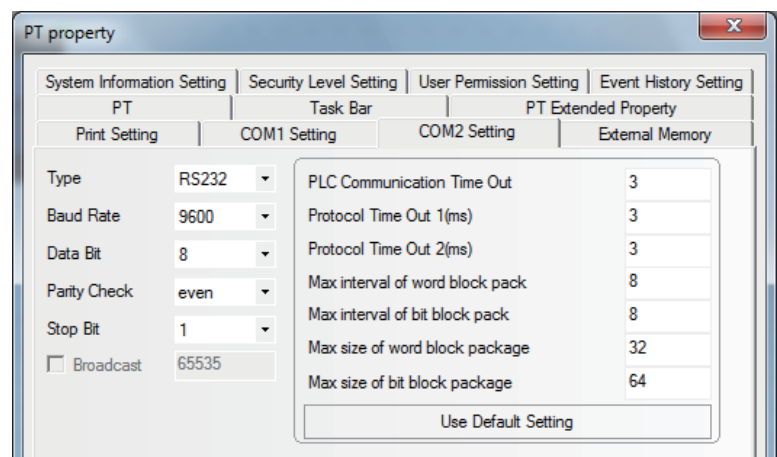 PT property
System Information Setting Security Level Setting User Permission Setting Event History Setting
PT Task Bar PT Extended Property
Print Setting COM1 Setting COM2 Setting External Memory
Type RS232
Baud Rate 9600
Data Bit 8
Parity Check even
Stop Bit 1
Broadcast 65535
PLC Communication Time Out 3
Protocol Time Out 1(ms) 3
Protocol Time Out 2(ms) 3
Max interval of word block pack 8
Max interval of bit block pack 8
Max size of word block package 32
Max size of bit block package 64
Use Default Setting